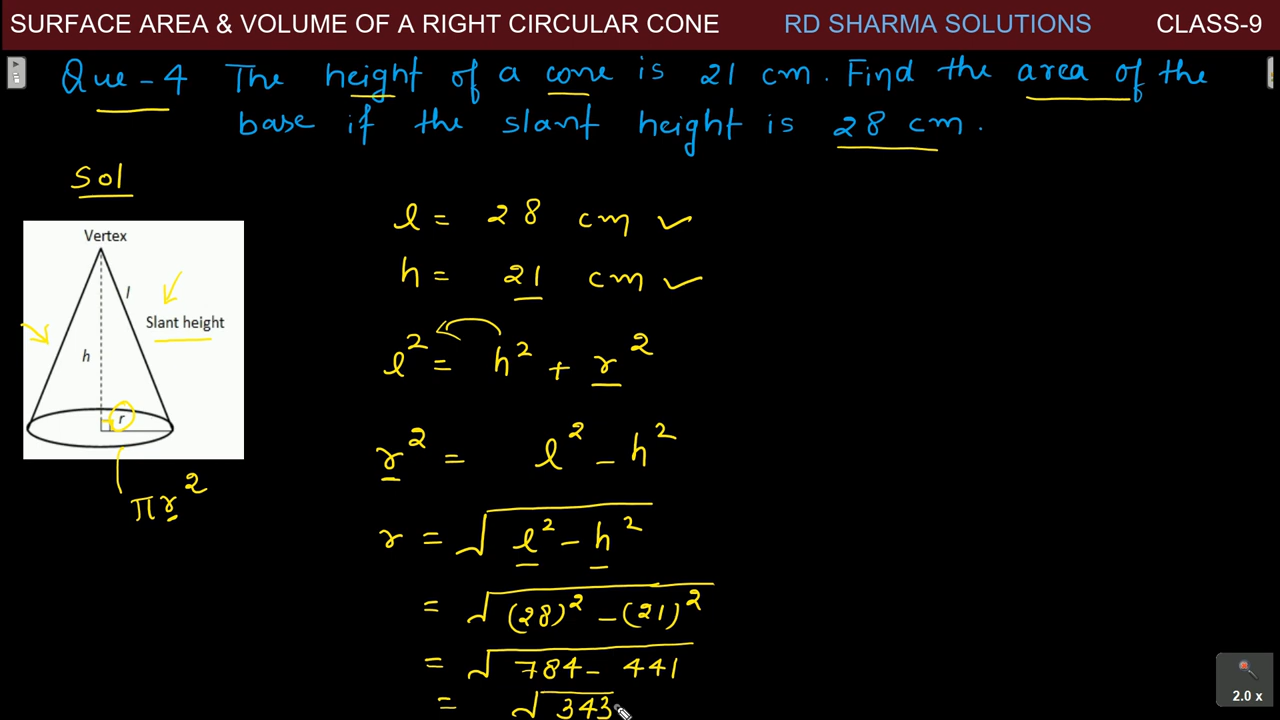 SURFACE AREA & VOLUME OF A RIGHT CIRCULAR CONE RD SHARMA SOLUTIONS CLASS-9
Que-4 The height of a cone is 21 cm. Find the area of the
base if the slant height is 28 cm.
Sol
Vertex
l
Slant height
h
r
πr²
l = 28 cm ✓
h = 21 cm ✓
l² = h² + r²
r² = l² - h²
r = √(l² - h²)
= √((28)² - (21)²)
= √(784 - 441)
= √343
2.0 x